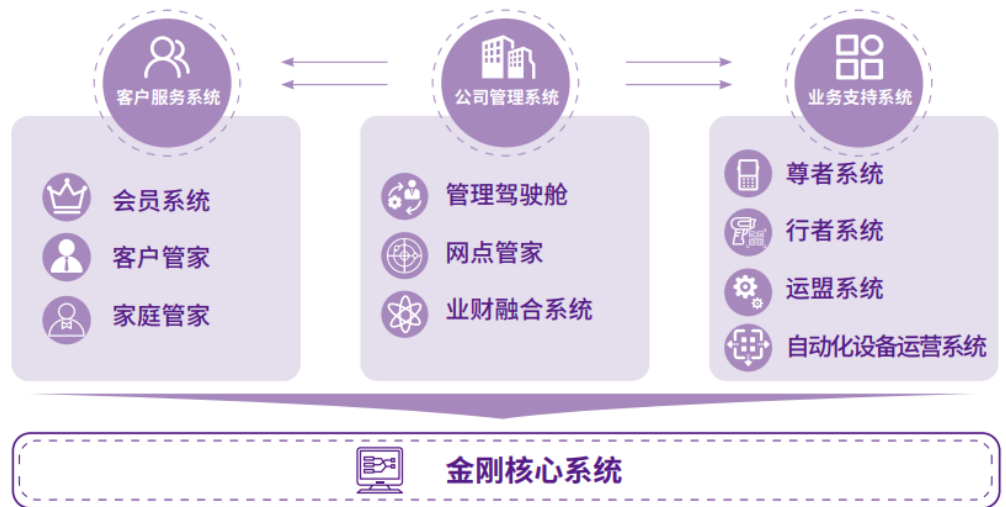 客户服务系统
公司管理系统
业务支持系统
会员系统
客户管家
家庭管家
管理驾驶舱
网点管家
业财融合系统
尊者系统
行者系统
运盟系统
自动化设备运营系统
金刚核心系统